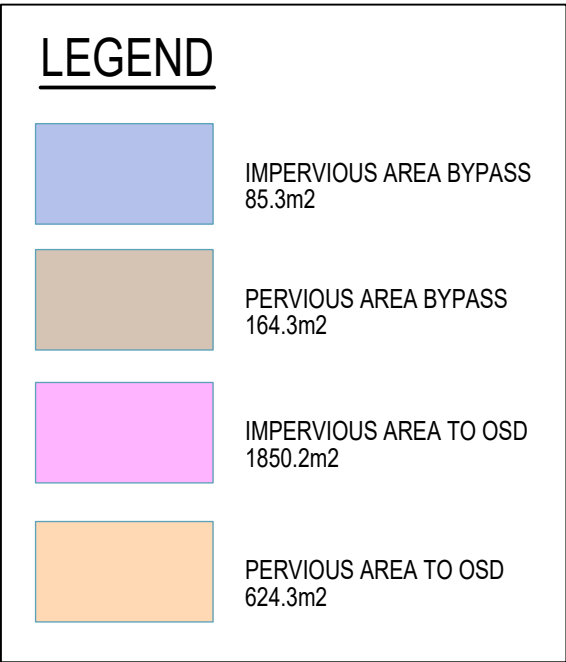 LEGEND
IMPERVIOUS AREA BYPASS
85.3m2
PERVIOUS AREA BYPASS
164.3m2
IMPERVIOUS AREA TO OSD
1850.2m2
PERVIOUS AREA TO OSD
624.3m2